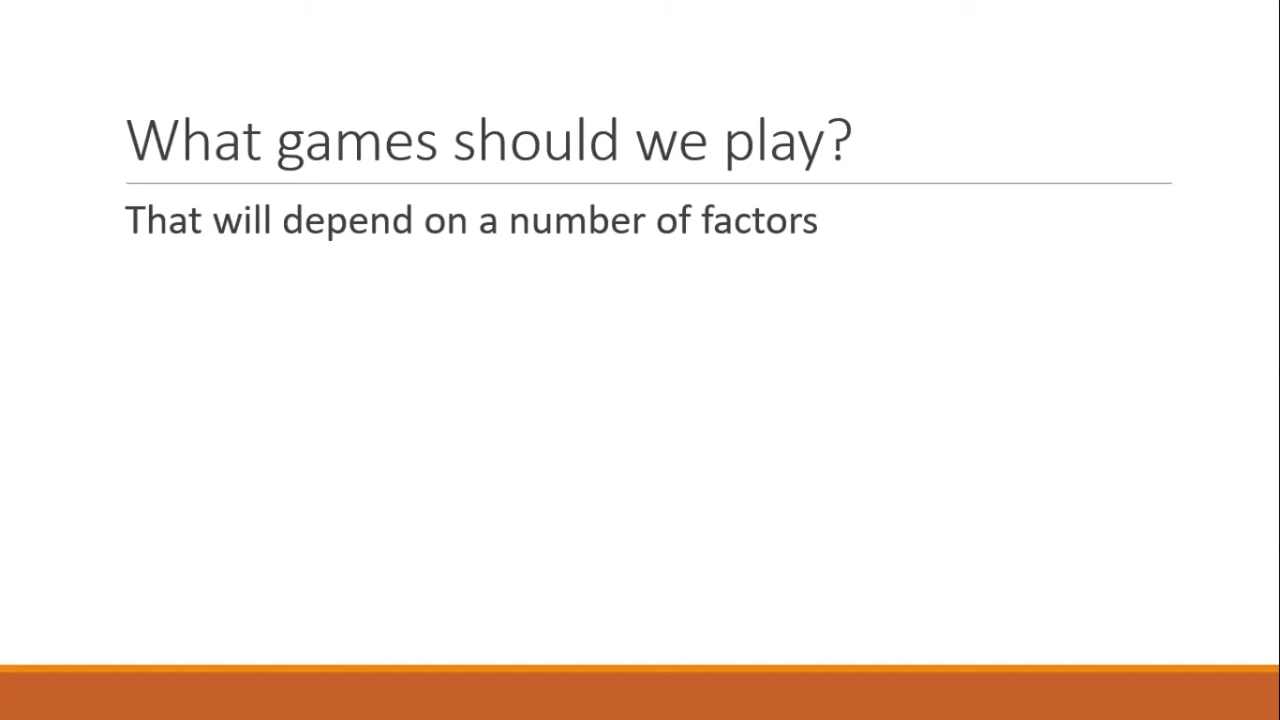 What games should we play?
That will depend on a number of factors